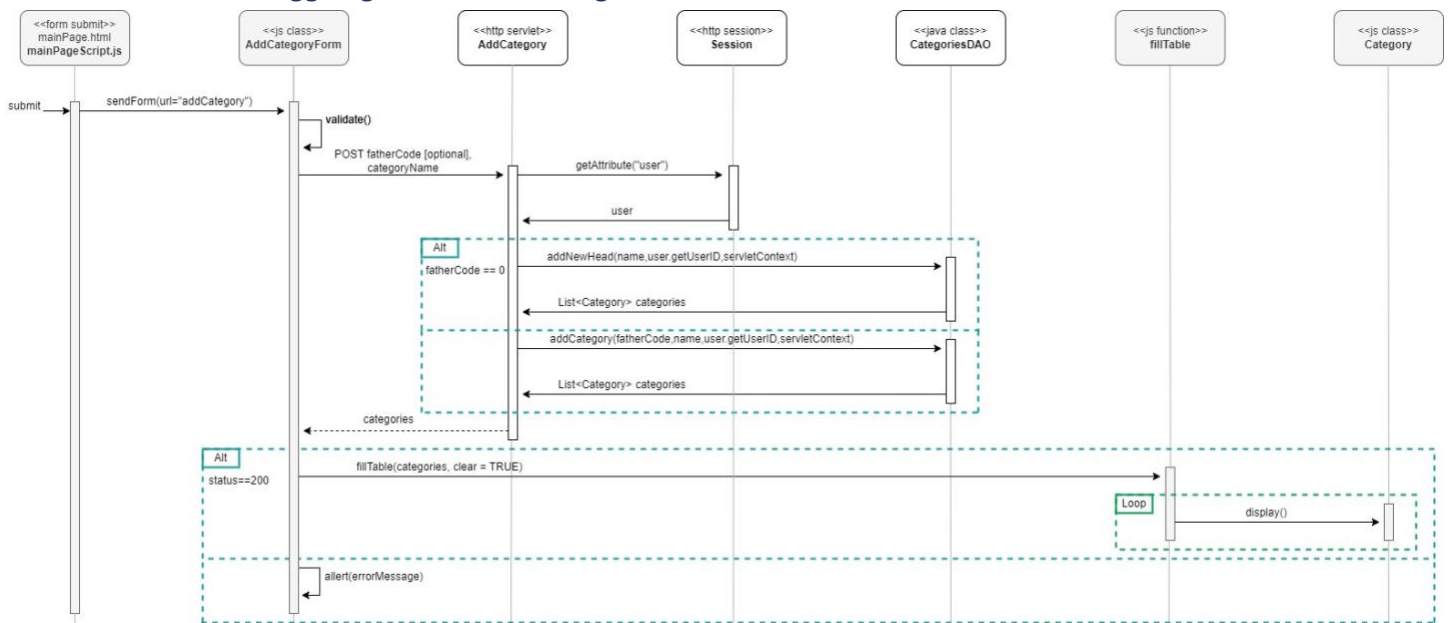 <<form submit>>
mainPage.html
mainPageScript.js
<<js class>>
AddCategoryForm
<<http servlet>>
AddCategory
<<http session>>
Session
<<java class>>
CategoriesDAO
<<js function>>
fillTable
<<js class>>
Category
submit
sendForm(url="addCategory")
validate()
POST fatherCode [optional],
categoryName
getAttribute("user")
user
Alt
fatherCode == 0
addNewHead(name,user.getUserID,servletContext)
List<Category> categories
addCategory(fatherCode,name,user.getUserID,servletContext)
List<Category> categories
categories
Alt
status==200
fillTable(categories, clear = TRUE)
Loop
display()
allert(errorMessage)